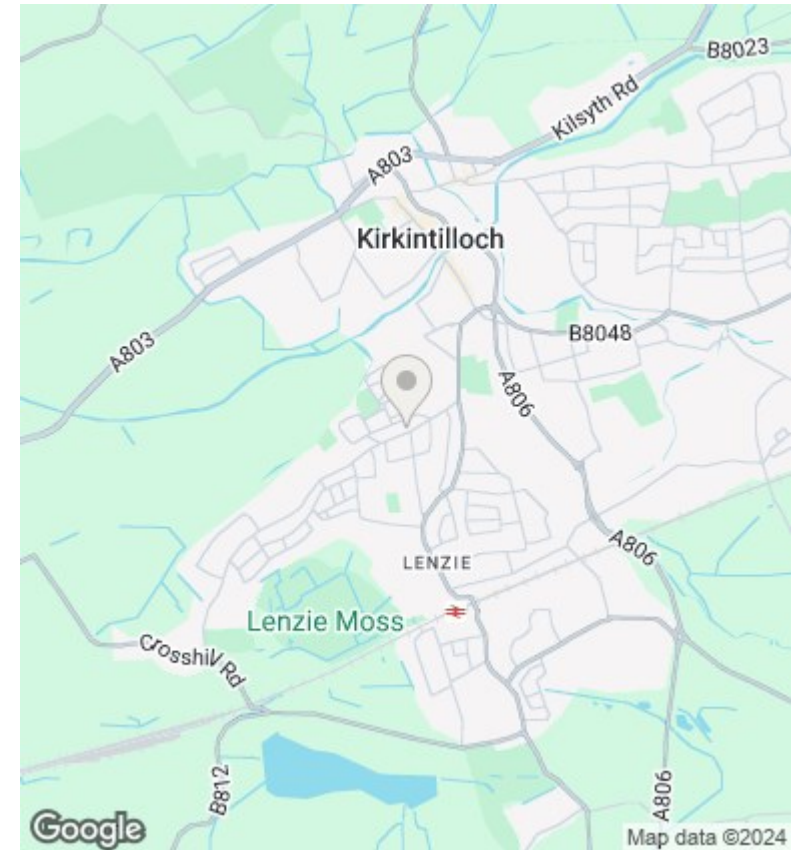 B8023
Kilsyth Rd
A803
Kirkintilloch
B8048
A803
A806
LENZIE
A806
Lenzie Moss
Crosshill Rd
B812
A806
Google
Map data ©2024